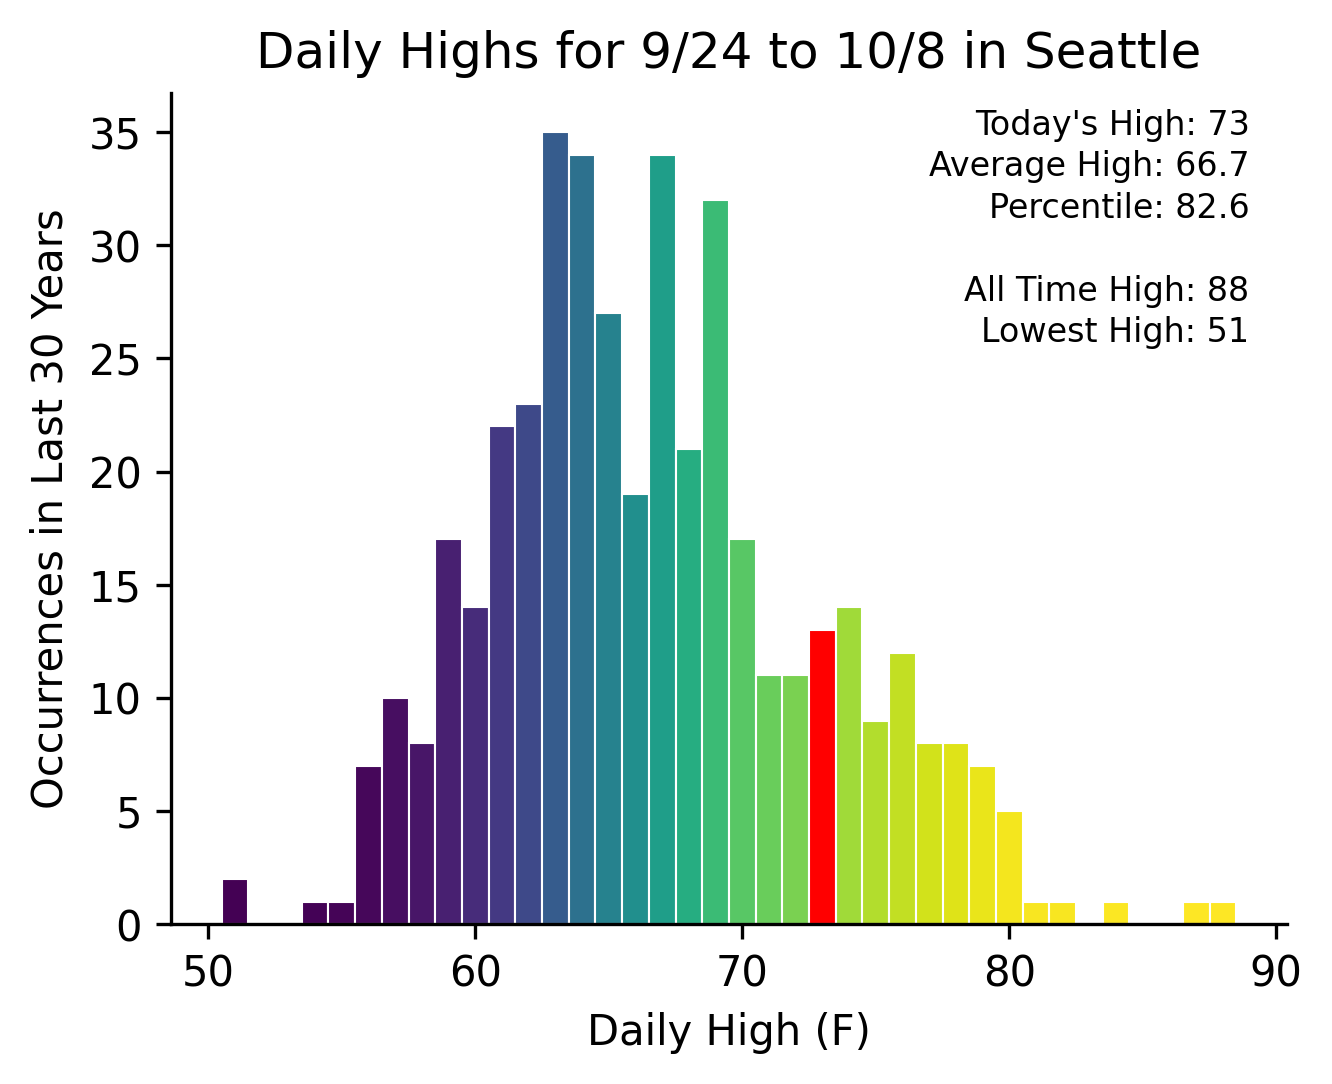 Daily Highs for 9/24 to 10/8 in Seattle
Today's High: 73
Average High: 66.7
Percentile: 82.6
All Time High: 88
Lowest High: 51
Occurrences in Last 30 Years
35
30
25
20
15
10
5
0
50 60 70 80 90
Daily High (F)